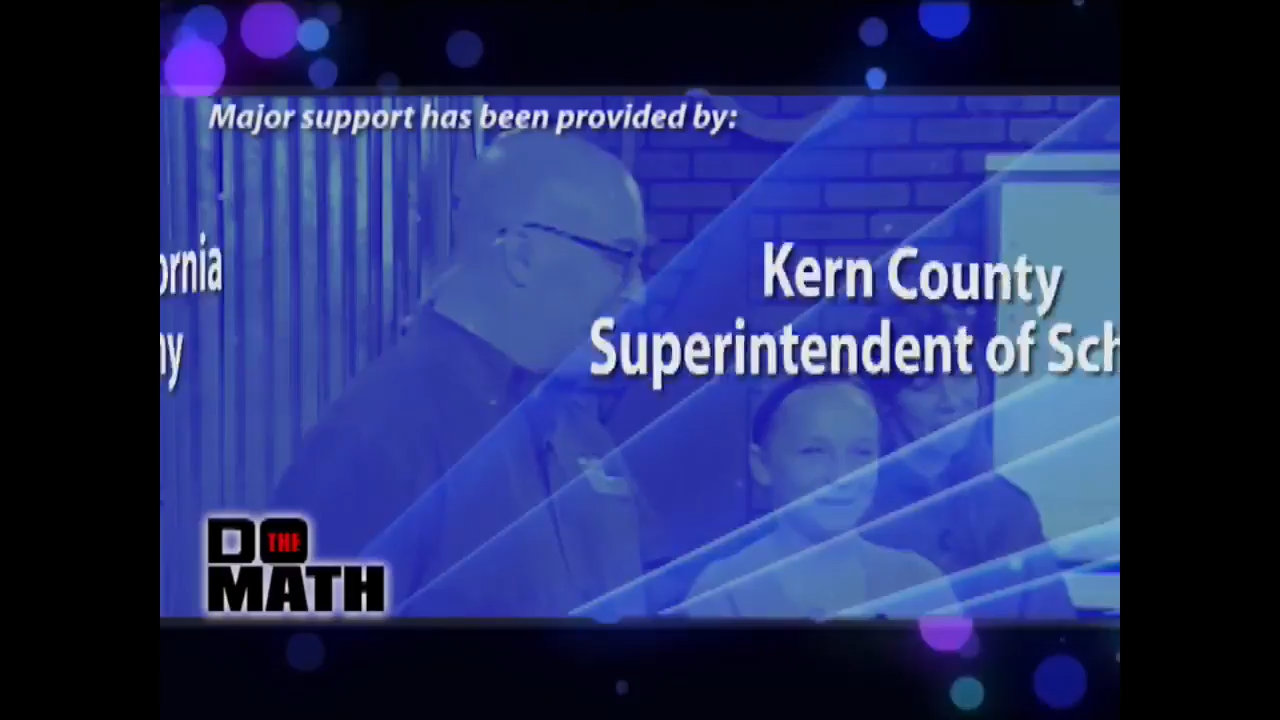 Major support has been provided by:
ornia
ny
Kern County
Superintendent of Sch
DO THE
MATH